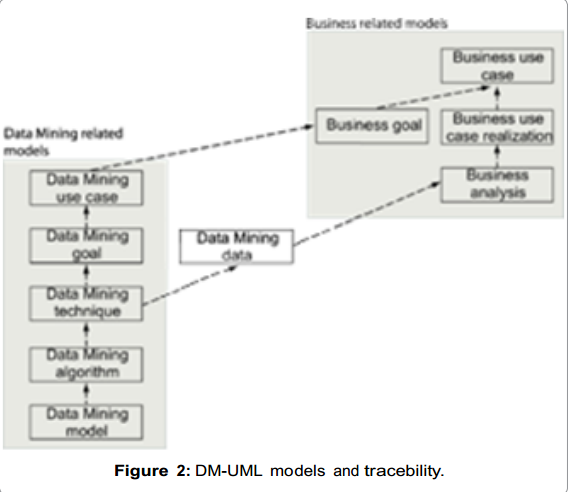 Business related models
Business use
case
Business goal
Business use
case realization
Business
analysis
Data Mining related
models
Data Mining
use case
Data Mining
goal
Data Mining
data
Data Mining
technique
Data Mining
algorithm
Data Mining
model
Figure 2: DM-UML models and tracebility.